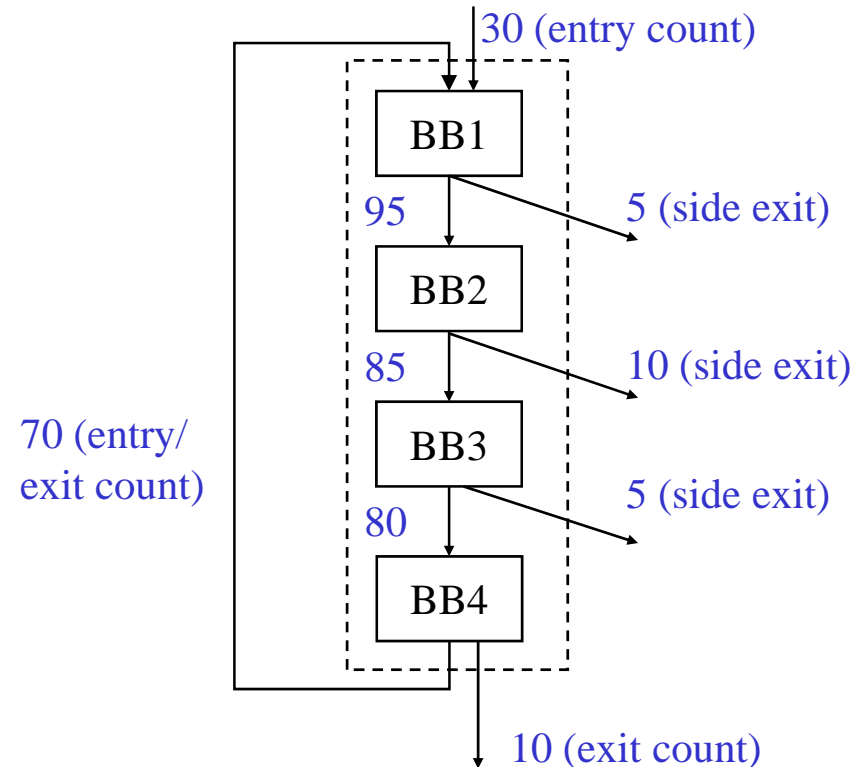 30 (entry count)
BB1
95
5 (side exit)
BB2
85
10 (side exit)
70 (entry/
exit count)
BB3
5 (side exit)
80
BB4
10 (exit count)